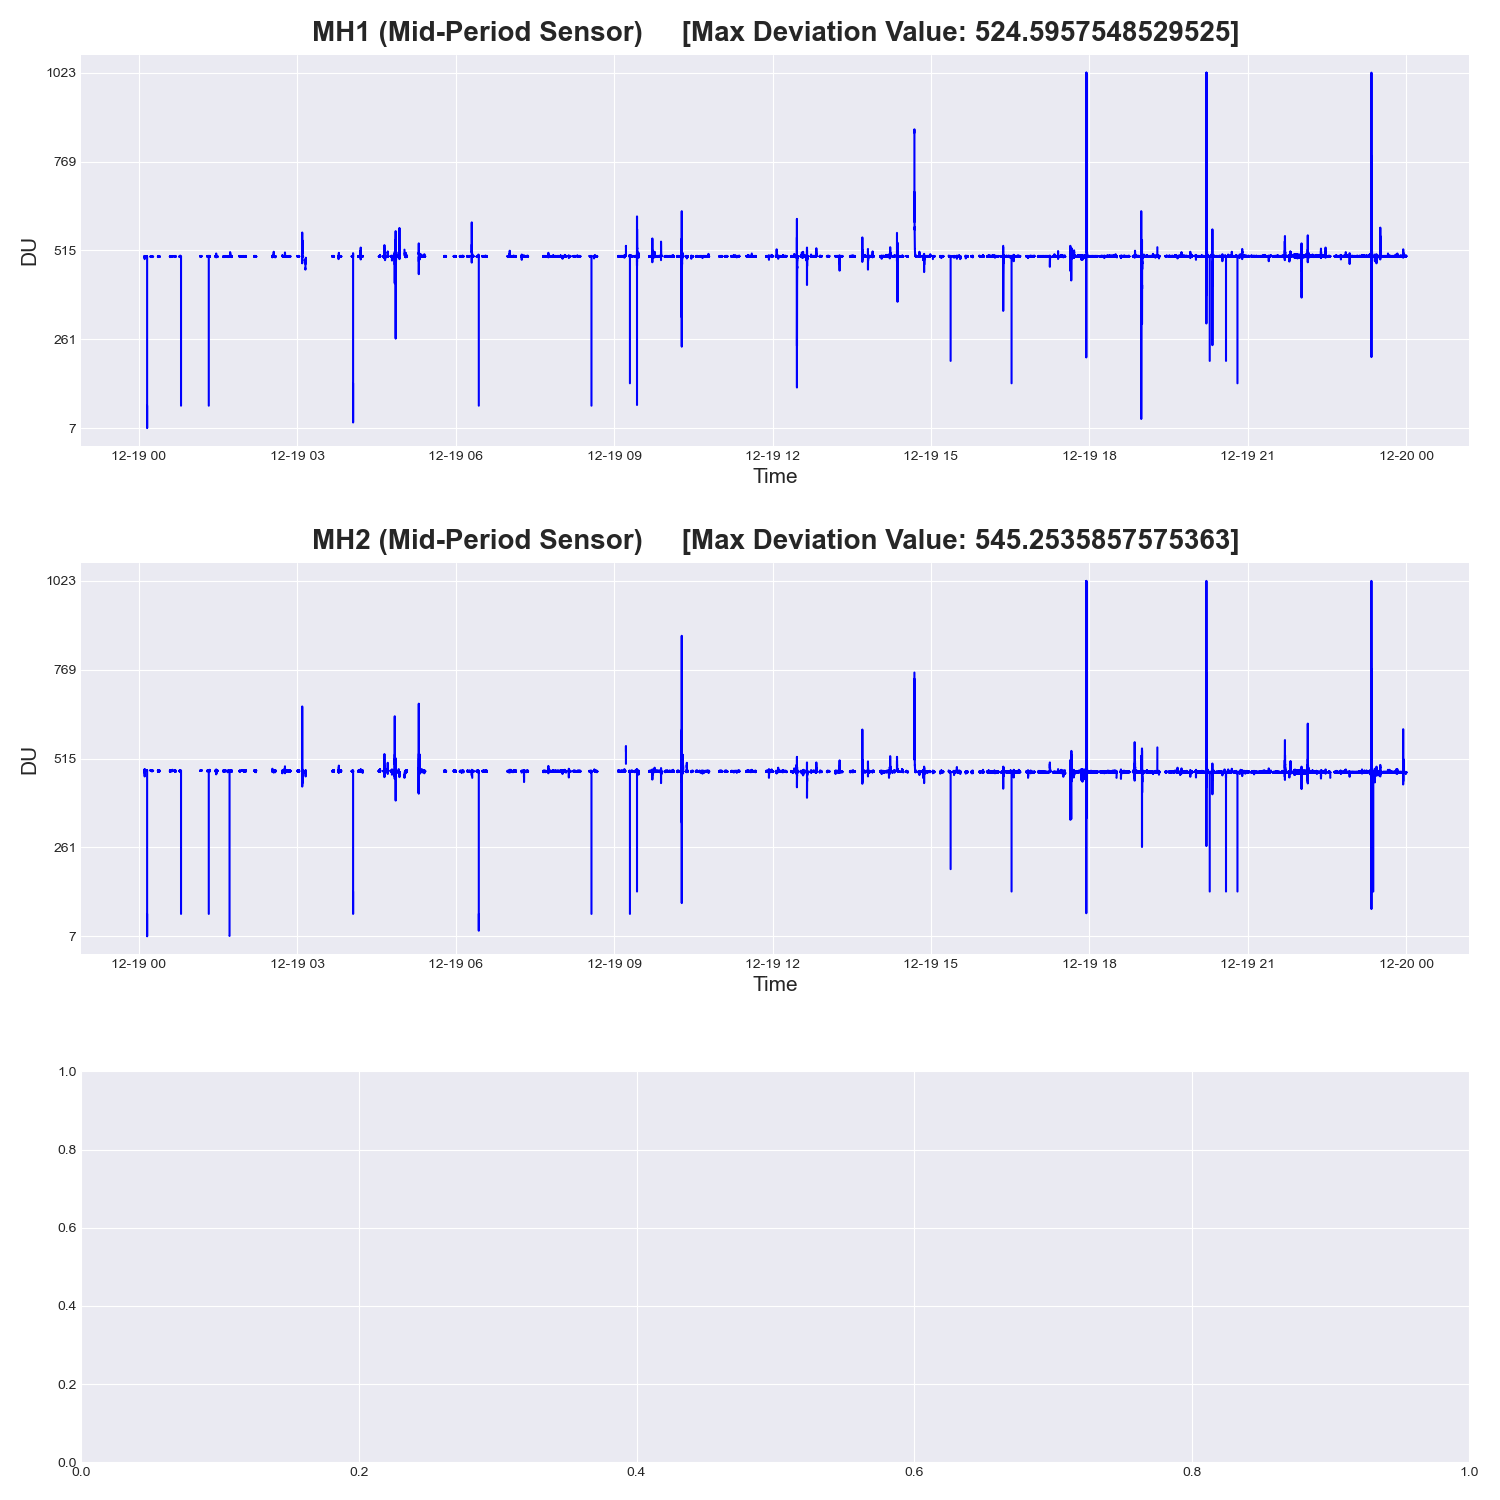 MH1 (Mid-Period Sensor) [Max Deviation Value: 524.5957548529525]
1023
769
515
261
7
DU
12-19 00 12-19 03 12-19 06 12-19 09 12-19 12 12-19 15 12-19 18 12-19 21 12-20 00
Time
MH2 (Mid-Period Sensor) [Max Deviation Value: 545.2535857575363]
1023
769
515
261
7
DU
12-19 00 12-19 03 12-19 06 12-19 09 12-19 12 12-19 15 12-19 18 12-19 21 12-20 00
Time
1.0
0.8
0.6
0.4
0.2
0.0
0.0 0.2 0.4 0.6 0.8 1.0